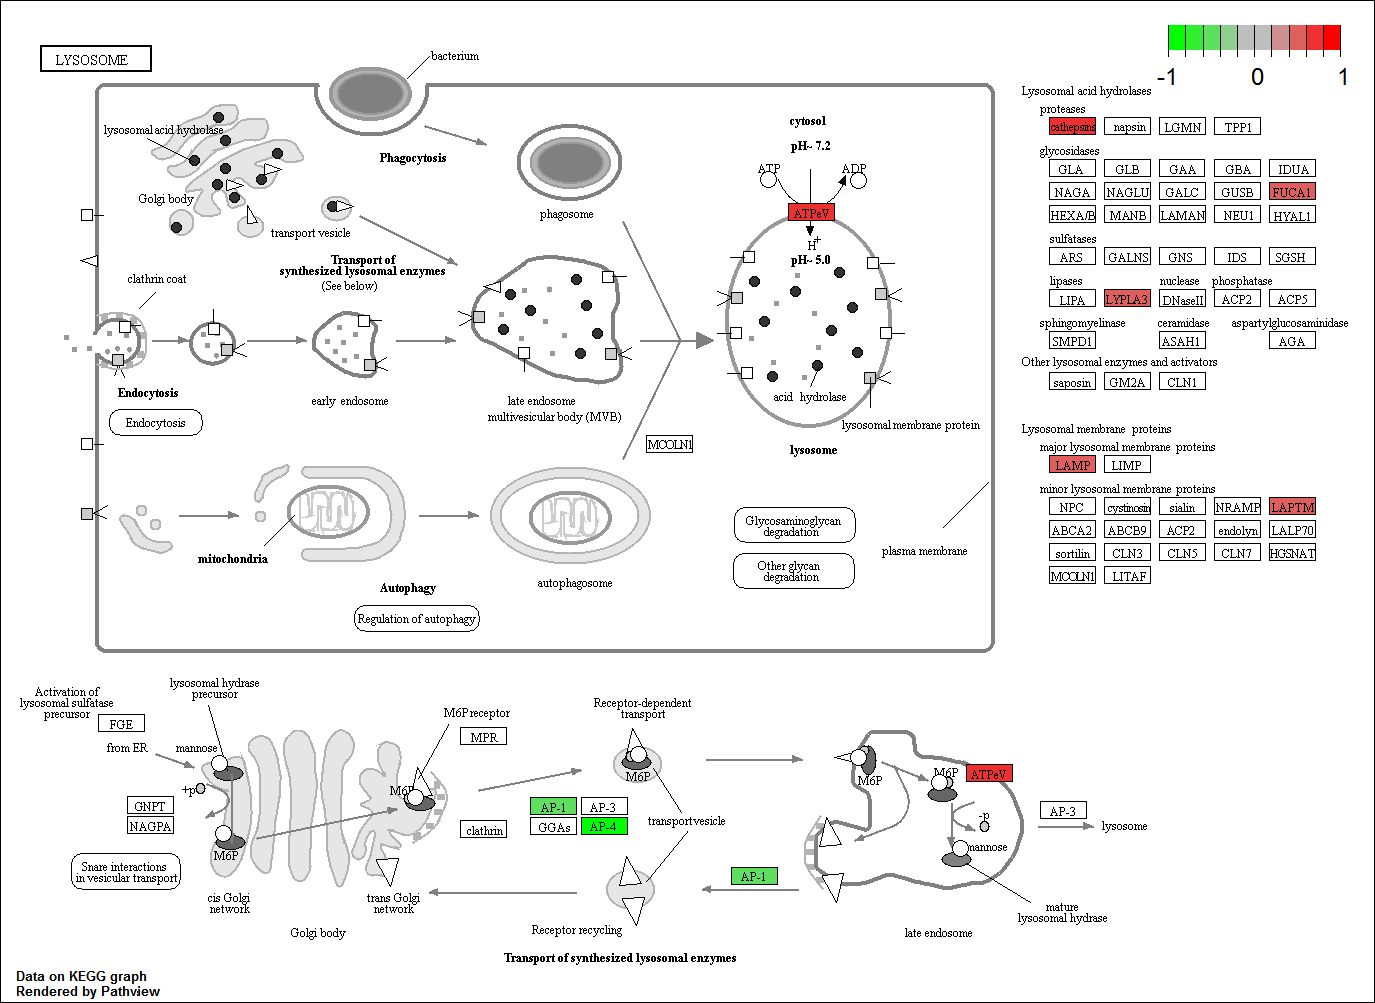 LYSOSOME
bacterium
-1
0
1
lysosomal acid hydrolase
Phagocytosis
Golgi body
transport vesicle
phagosome
Transport of
synthesized lysosomal enzymes
(See below)
clathrin coat
cytosol
pH~ 7.2
ATP
ADP
ATPeV
H+
pH~ 5.0
Endocytosis
Endocytosis
early endosome
late endosome
multivesicular body (MVB)
acid hydrolase
lysosomal membrane protein
MCOLN1
lysosome
mitochondria
Autophagy
Regulation of autophagy
autophagosome
Glycosaminoglycan
degradation
Other glycan
degradation
plasma membrane
Lysosomal acid hydrolases
proteases
cathepsins napsin LGMN TPP1
glycosidases
GLA GLB GAA GBA IDUA
NAGA NAGLU GALC GUSB FUCA1
HEXA/B MANB LAMAN NEU1 HYAL1
sulfatases
ARS GALNS GNS IDS SGSH
lipases nuclease phosphatase
LIPA LYPLA3 DNaseII ACP2 ACP5
sphingomyelinase ceramidase aspartylglucosaminidase
SMPD1 ASAH1 AGA
Other lysosomal enzymes and activators
saposin GM2A CLN1
Lysosomal membrane proteins
major lysosomal membrane proteins
LAMP LIMP
minor lysosomal membrane proteins
NPC cystinosin sialin NRAMP LAPTM
ABCA2 ABCB9 ACP2 endolyn LALP70
sortilin CLN3 CLN5 CLN7 HGSNAT
MCOLN1 LITAF
Activation of
lysosomal sulfatase
precursor
FGE
lysosomal hydrase
precursor
from ER
mannose
+p
GNPT
NAGPA
M6P
Snare interactions
in vesicular transport
cis Golgi
network
Golgi body
M6P receptor
MPR
M6P
clathrin
trans Golgi
network
Receptor-dependent
transport
M6P
AP-1 AP-3
GGAs AP-4
transport vesicle
Receptor recycling
AP-1
M6P
M6P
ATPeV
-p
mannose
AP-3
lysosome
mature
lysosomal hydrase
late endosome
Transport of synthesized lysosomal enzymes
Data on KEGG graph
Rendered by Pathview